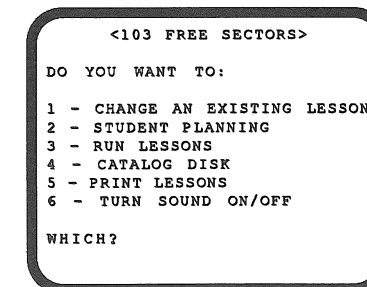 <103 FREE SECTORS>
DO YOU WANT TO:
1 - CHANGE AN EXISTING LESSON
2 - STUDENT PLANNING
3 - RUN LESSONS
4 - CATALOG DISK
5 - PRINT LESSONS
6 - TURN SOUND ON/OFF
WHICH?